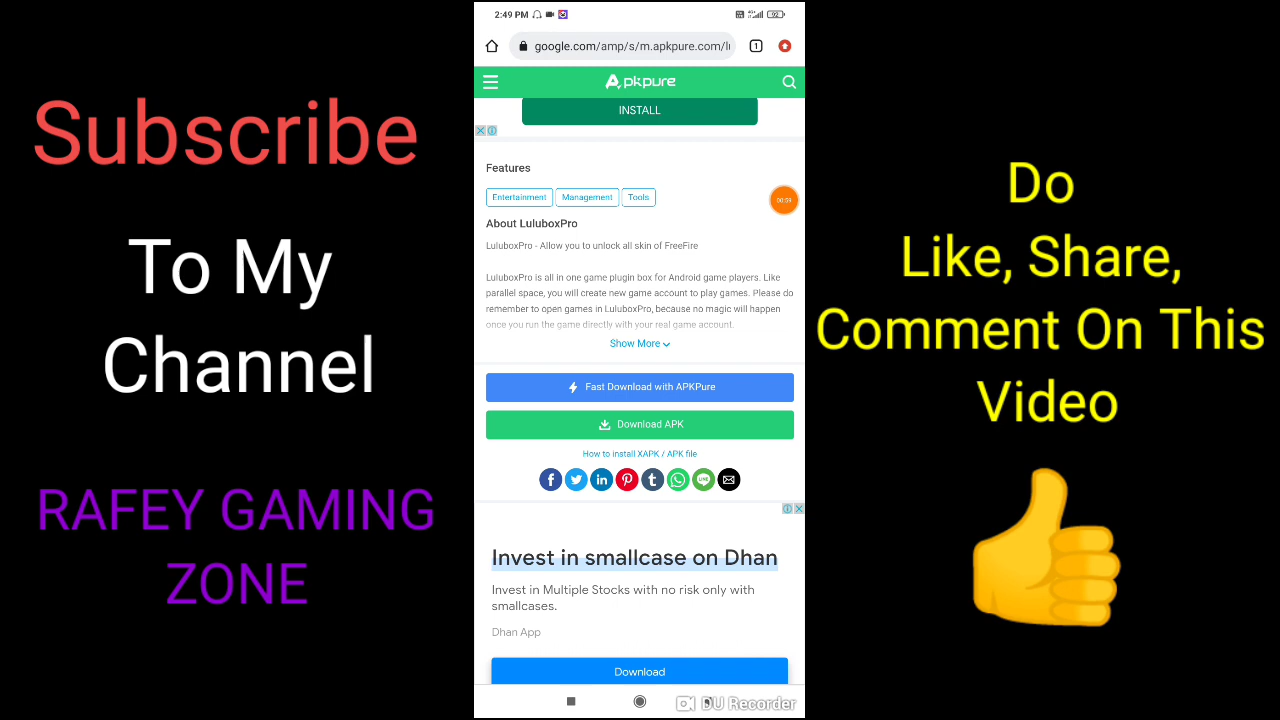 Subscribe
To My
Channel
RAFEY GAMING
ZONE
2:49 PM
4G+
92
google.com/amp/s/m.apkpure.com/l
1
Apkpure
INSTALL
Features
Entertainment Management Tools
00:59
About LuluboxPro
LuluboxPro - Allow you to unlock all skin of FreeFire
LuluboxPro is all in one game plugin box for Android game players. Like
parallel space, you will create new game account to play games. Please do
remember to open games in LuluboxPro, because no magic will happen
once you run the game directly with your real game account.
Show More
Fast Download with APKPure
Download APK
How to install XAPK / APK file
LINE
Invest in smallcase on Dhan
Invest in Multiple Stocks with no risk only with
smallcases.
Dhan App
Download
DU Recorder
Do
Like, Share,
Comment On This
Video